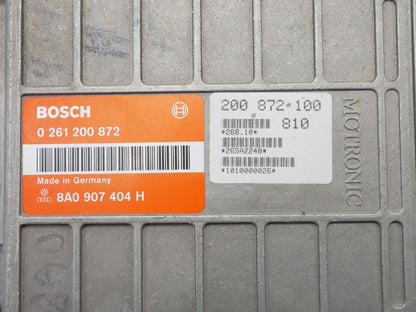 BOSCH
0 261 200 872
Made in Germany
8A0 907 404 H
200 872-100
810
*268.10*
*26SA2248*
*1010000026*
MOTRONIC